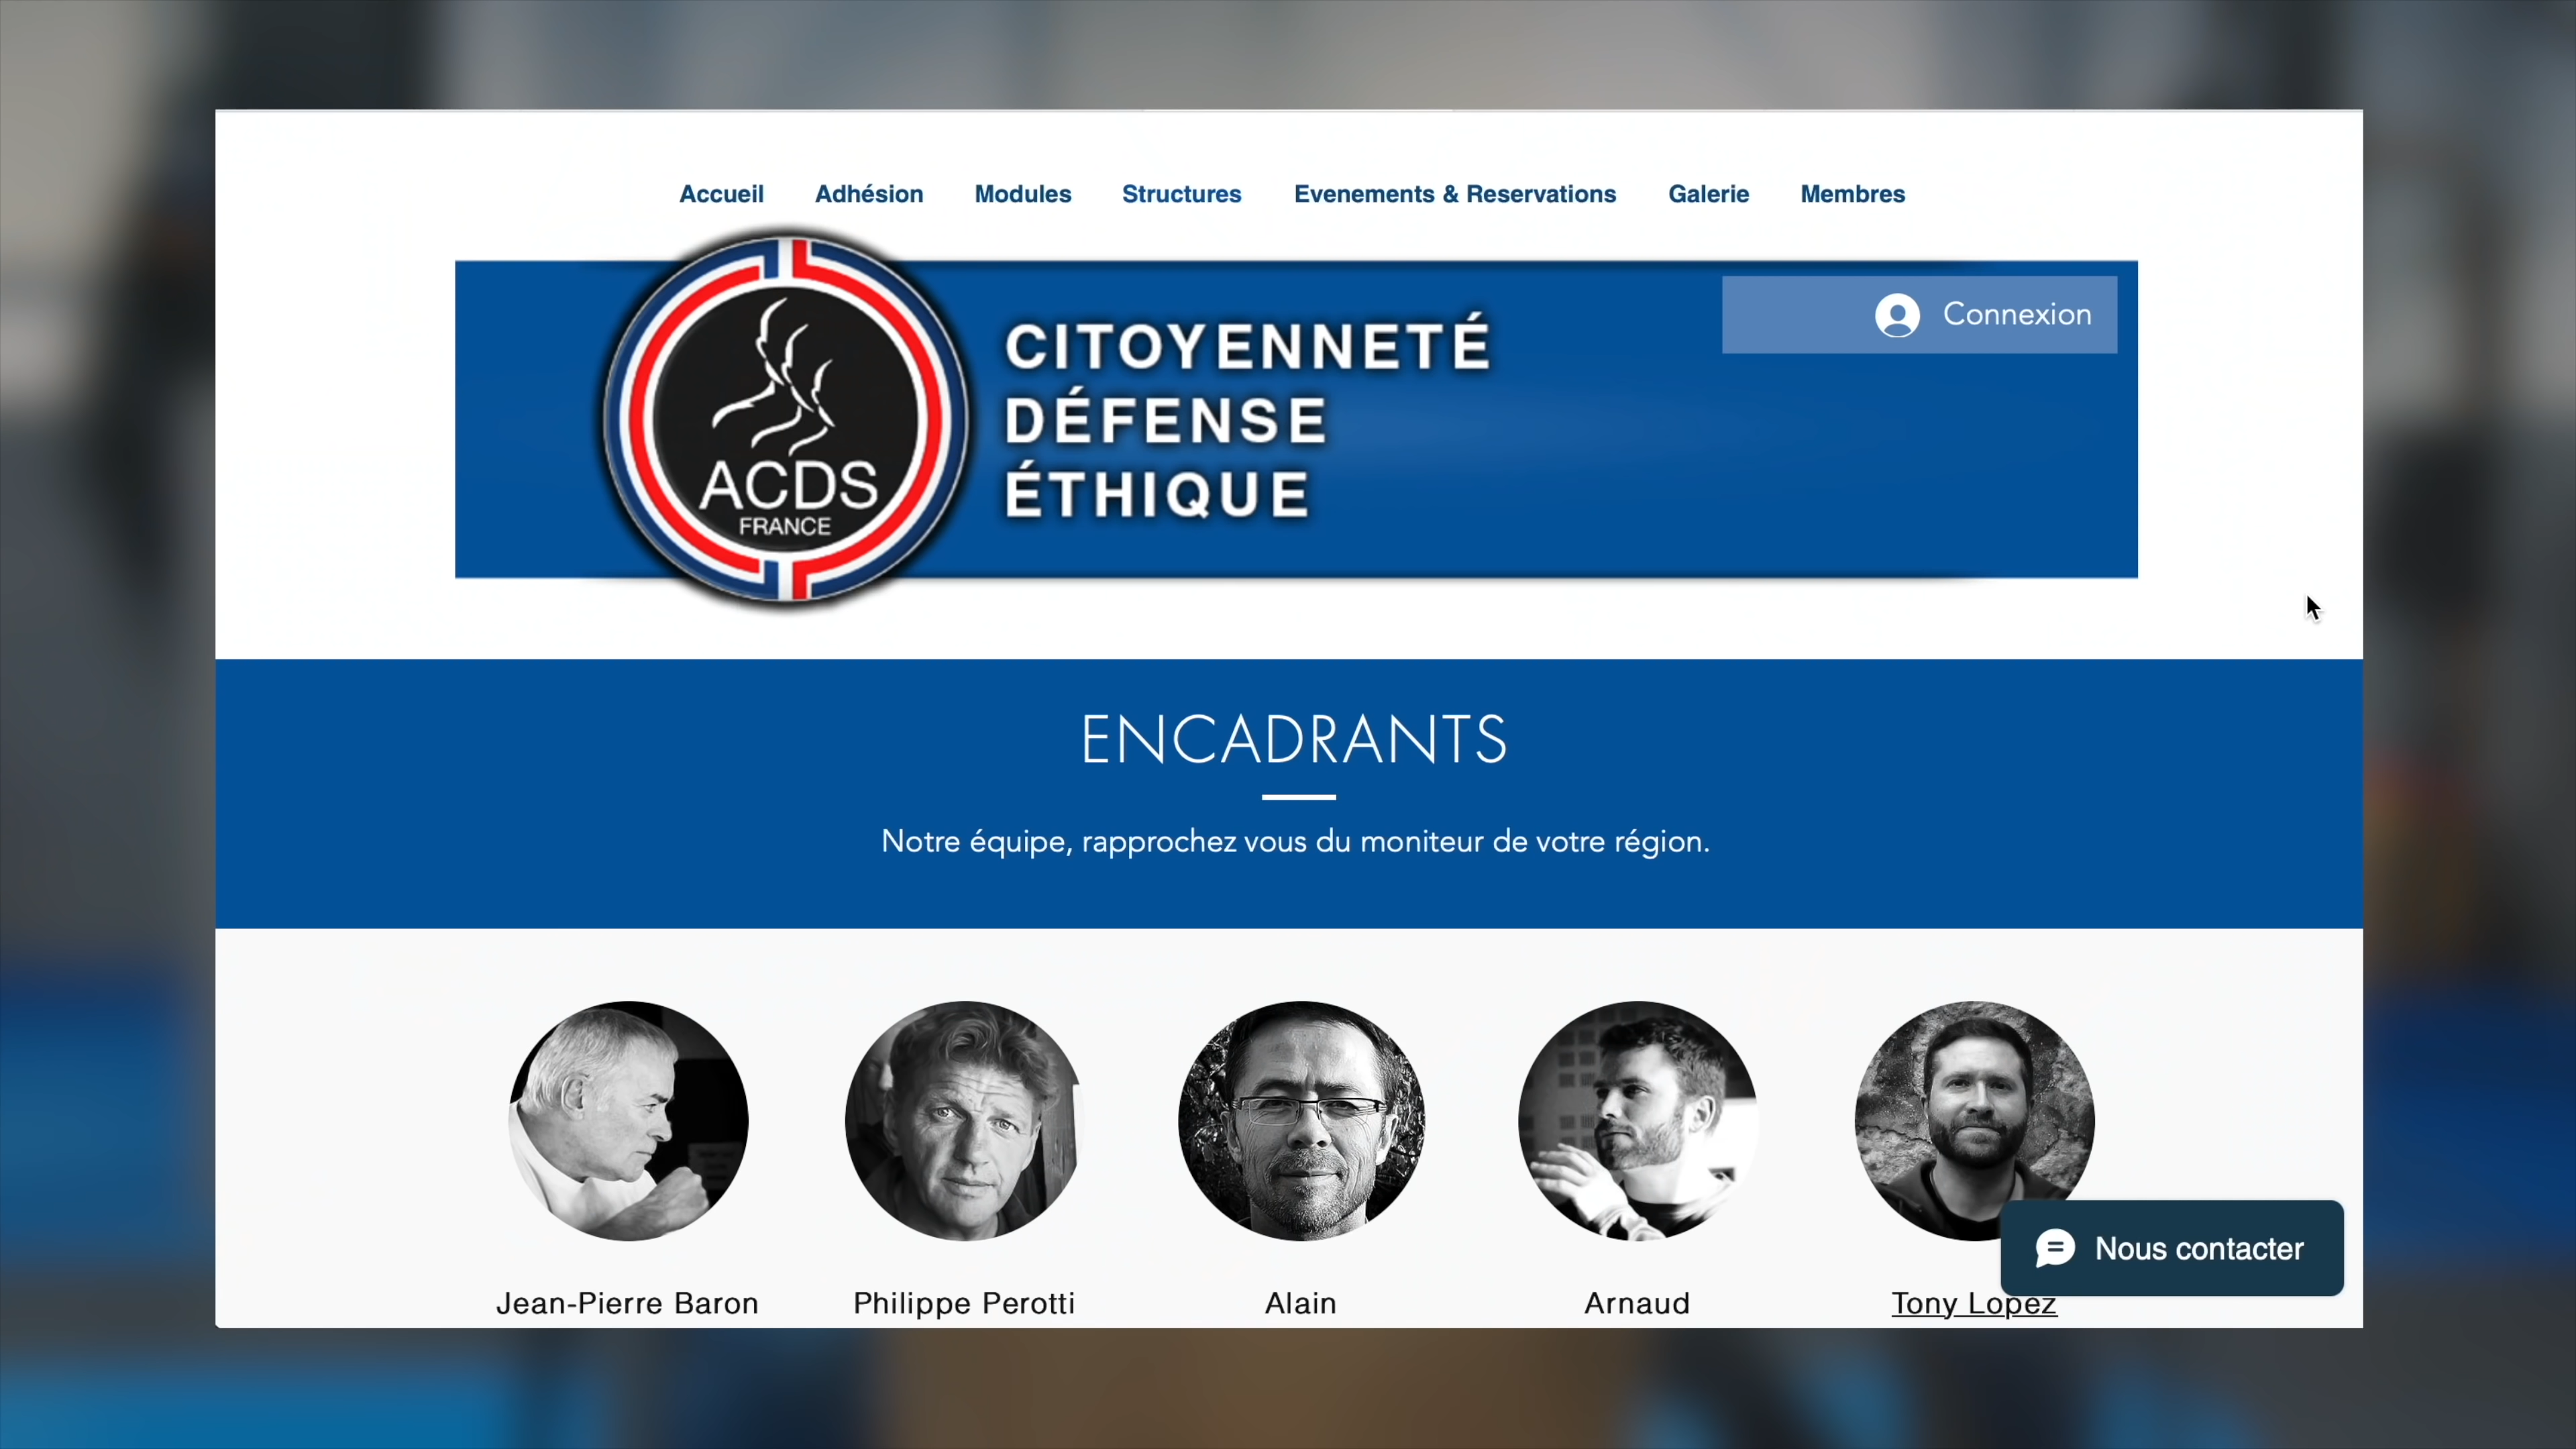 Accueil Adhésion Modules Structures Evenements & Reservations Galerie Membres
Connexion
CITOYENNETÉ
DÉFENSE
ÉTHIQUE
ACDS
FRANCE
ENCADRANTS
Notre équipe, rapprochez vous du moniteur de votre région.
Nous contacter
Jean-Pierre Baron Philippe Perotti Alain Arnaud Tony Lopez